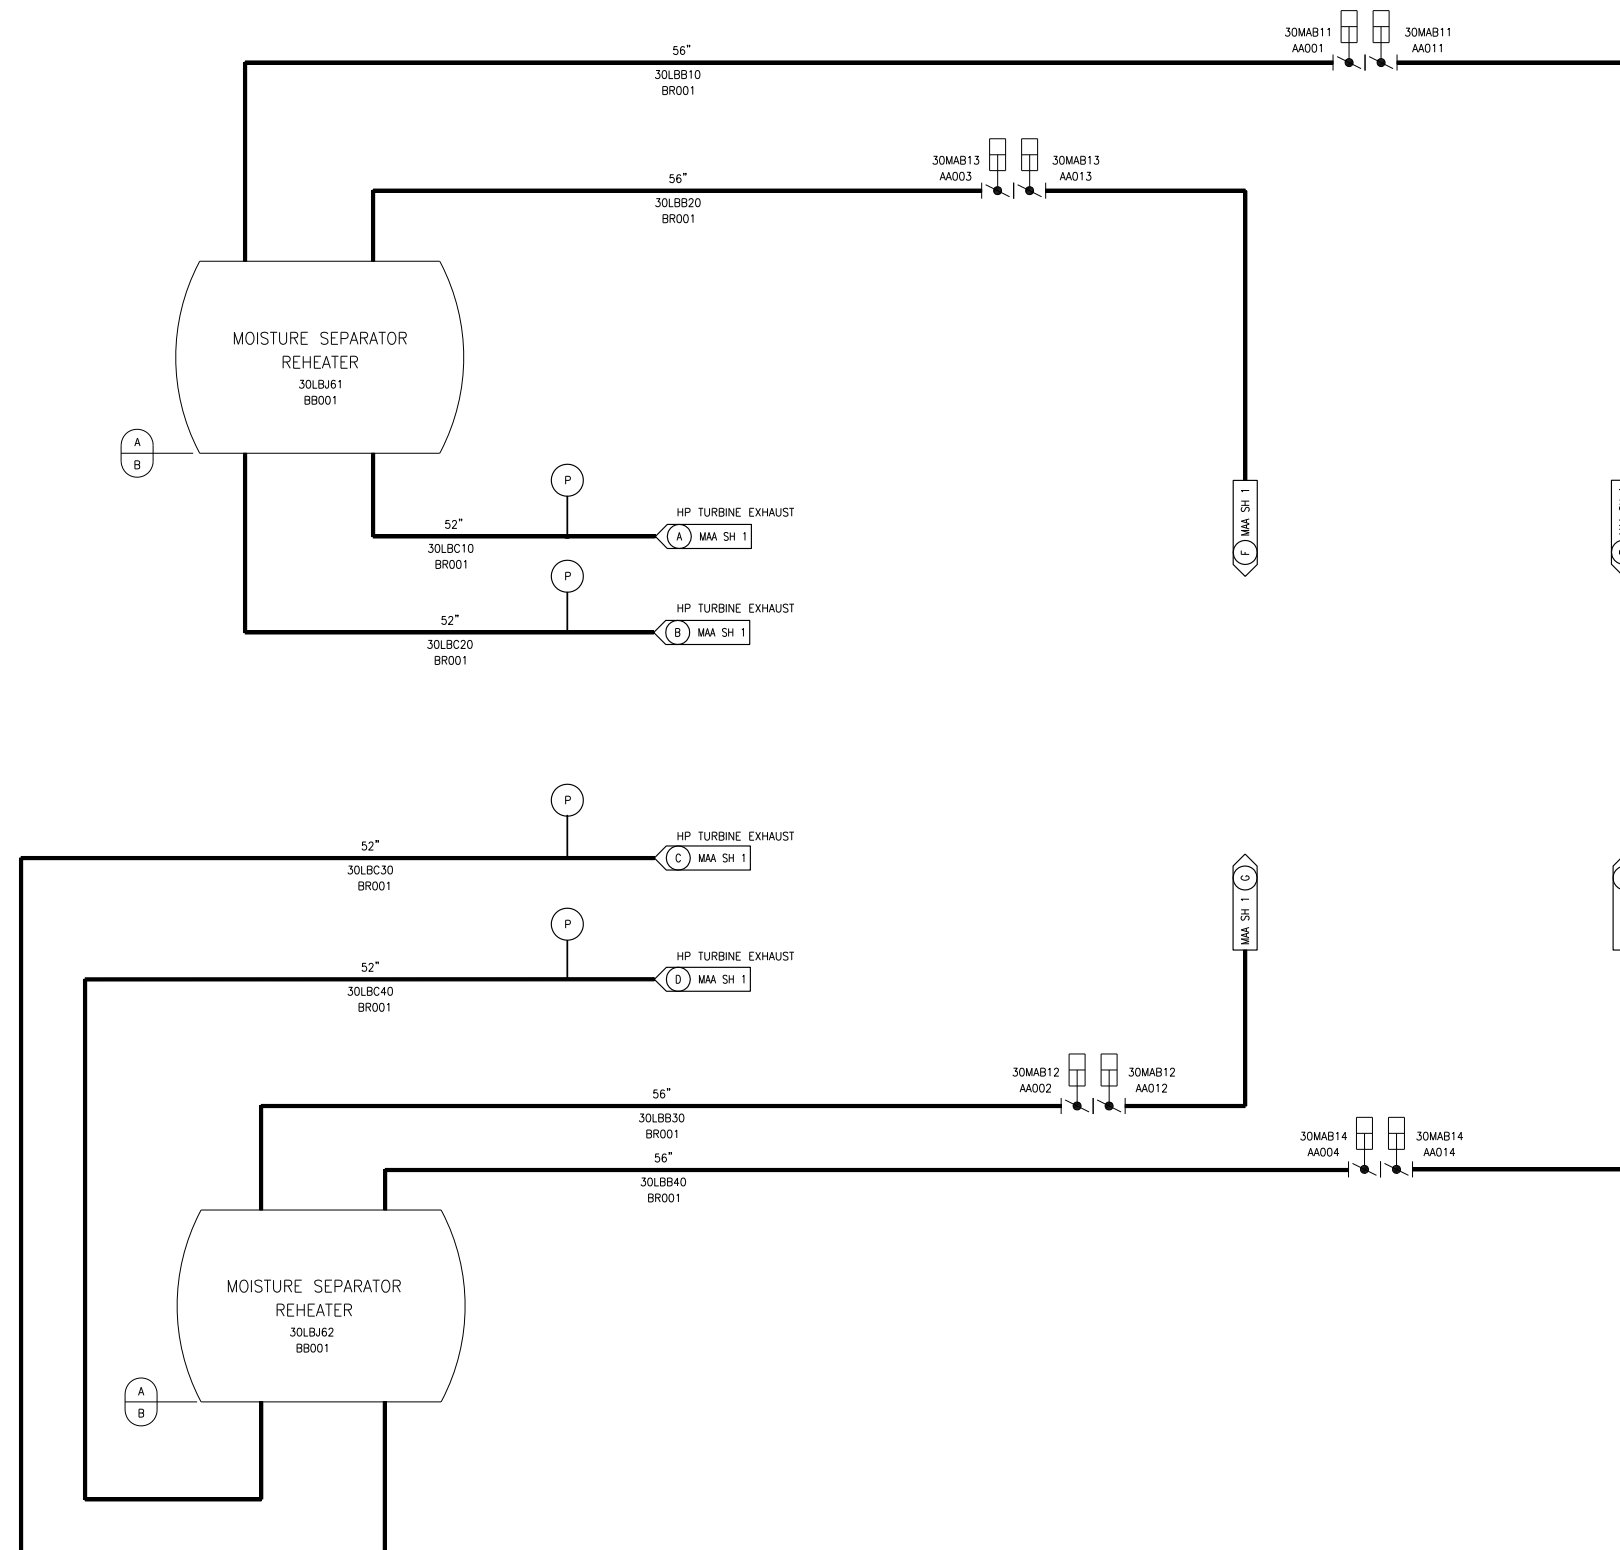 30MAB11
AA001
30MAB11
AA011
56"
30LBB10
BR001
30MAB13
AA003
30MAB13
AA013
56"
30LBB20
BR001
MOISTURE SEPARATOR
REHEATER
30LBJ61
BB001
A
B
P
HP TURBINE EXHAUST
A MAA SH 1
52"
30LBC10
BR001
F MAA SH 1
P
HP TURBINE EXHAUST
B MAA SH 1
52"
30LBC20
BR001
P
HP TURBINE EXHAUST
C MAA SH 1
52"
30LBC30
BR001
MAA SH 1 G
P
HP TURBINE EXHAUST
D MAA SH 1
52"
30LBC40
BR001
30MAB12
AA002
30MAB12
AA012
56"
30LBB30
BR001
30MAB14
AA004
30MAB14
AA014
56"
30LBB40
BR001
MOISTURE SEPARATOR
REHEATER
30LBJ62
BB001
A
B